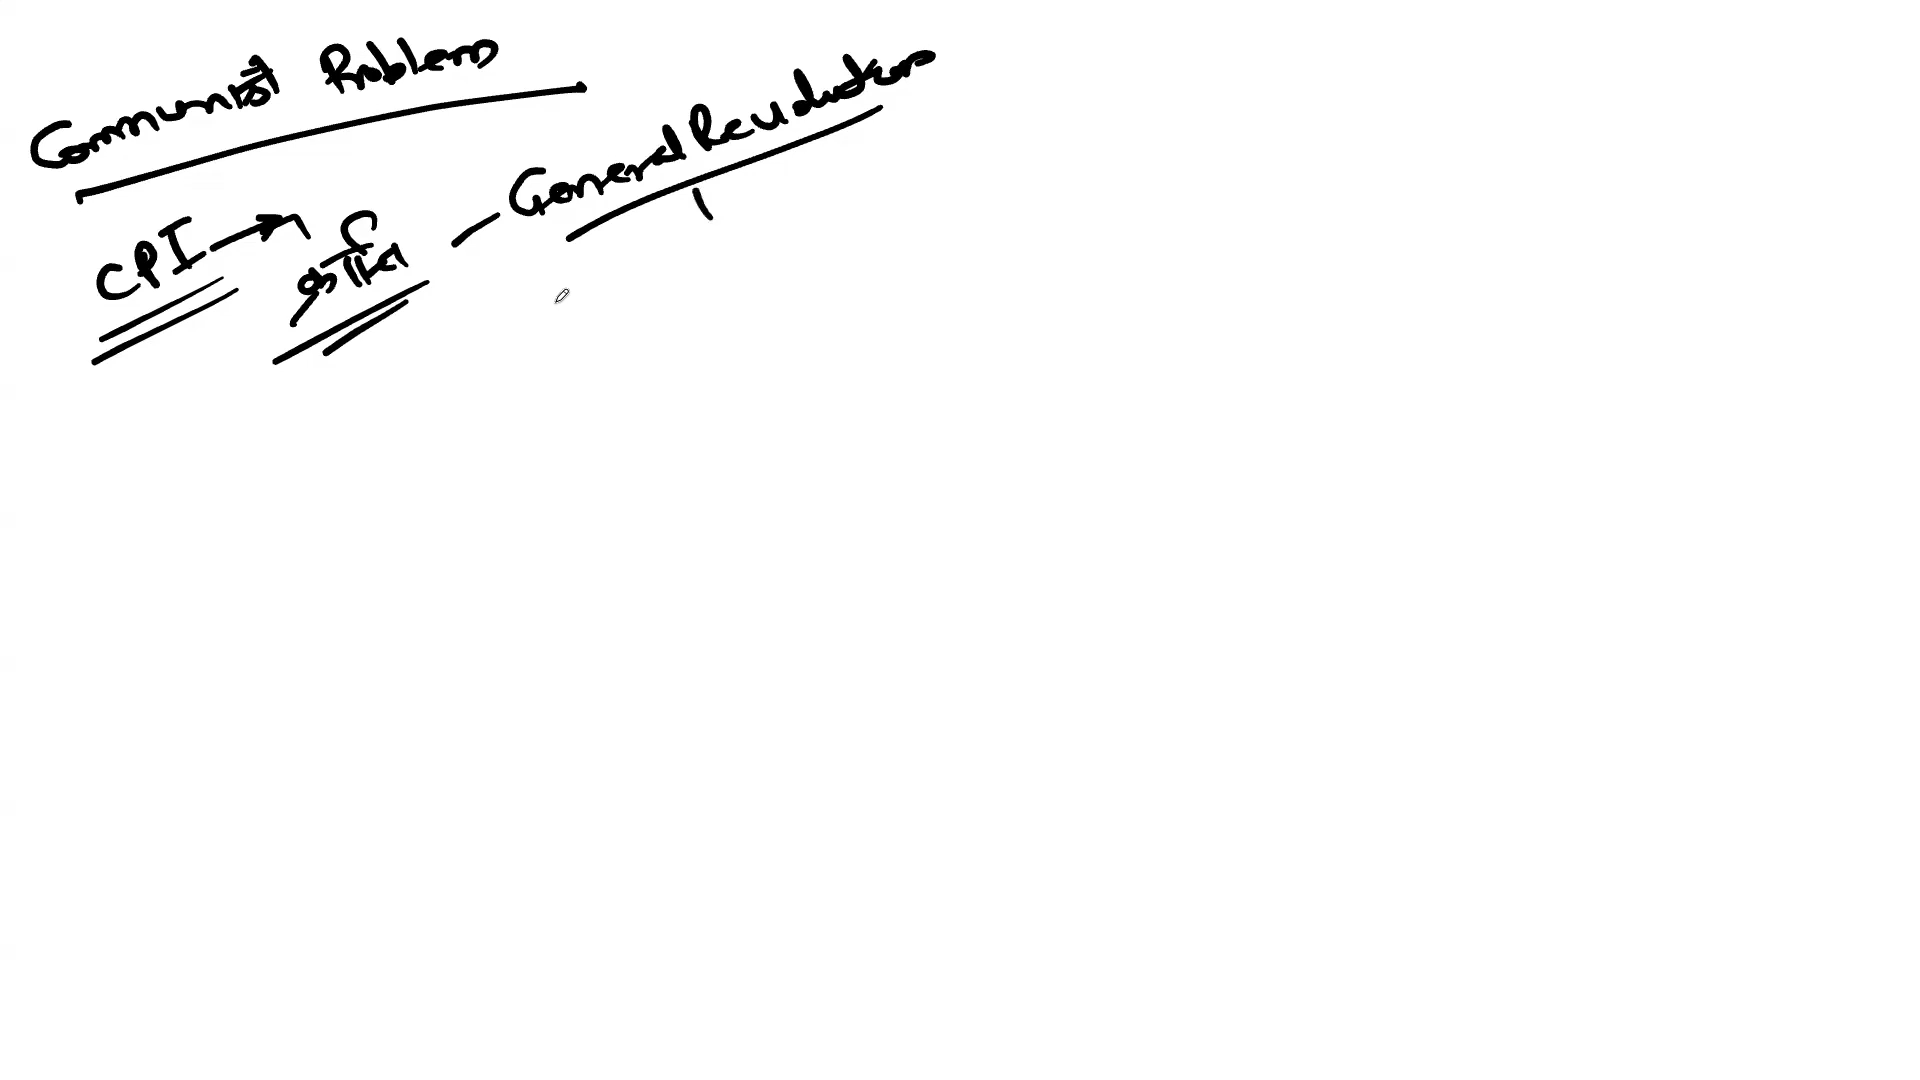 Communist Problem
CPI → — General Revolution